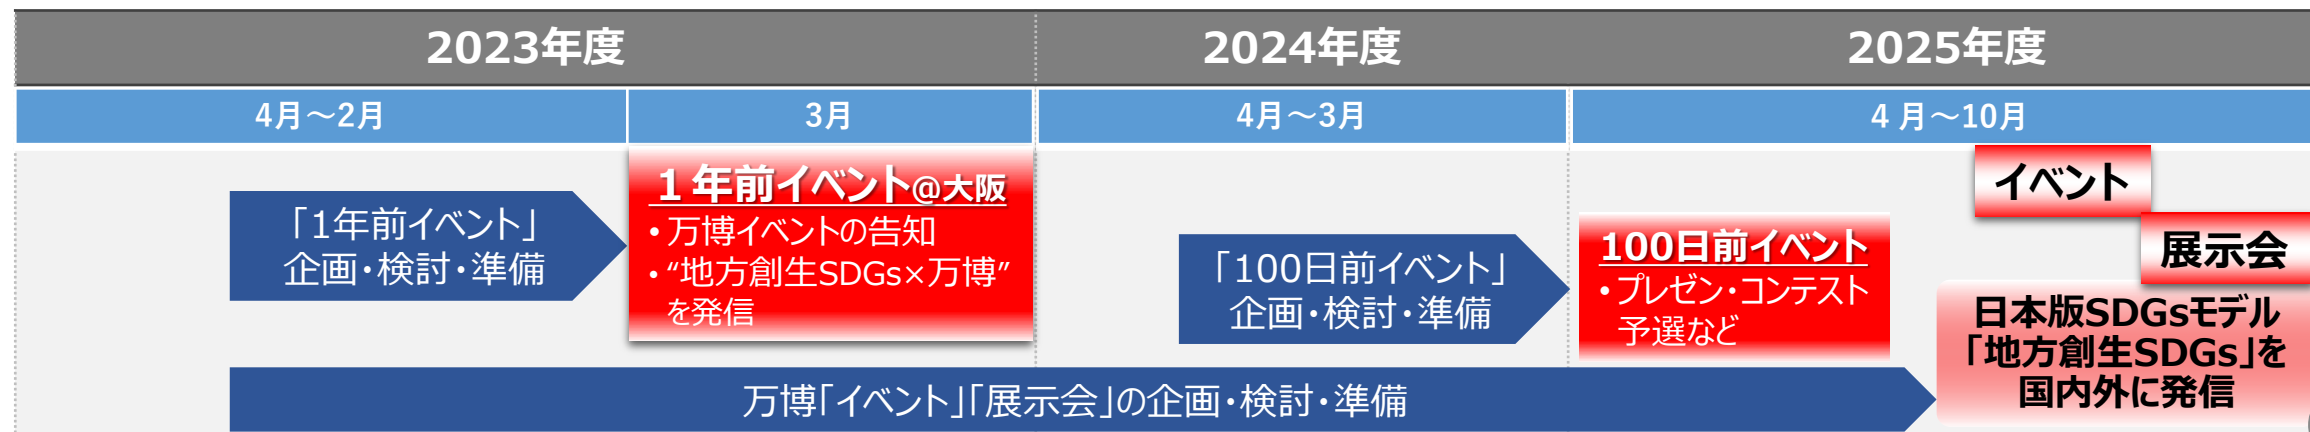 2023年度
2024年度
2025年度
4月～2月
3月
4月～3月
4月～10月
「1年前イベント」
企画・検討・準備
1年前イベント@大阪
・万博イベントの告知
・“地方創生SDGs×万博”
を発信
「100日前イベント」
企画・検討・準備
100日前イベント
・プレゼン・コンテスト
予選など
イベント
展示会
日本版SDGsモデル
「地方創生SDGs」を
国内外に発信
万博「イベント」「展示会」の企画・検討・準備